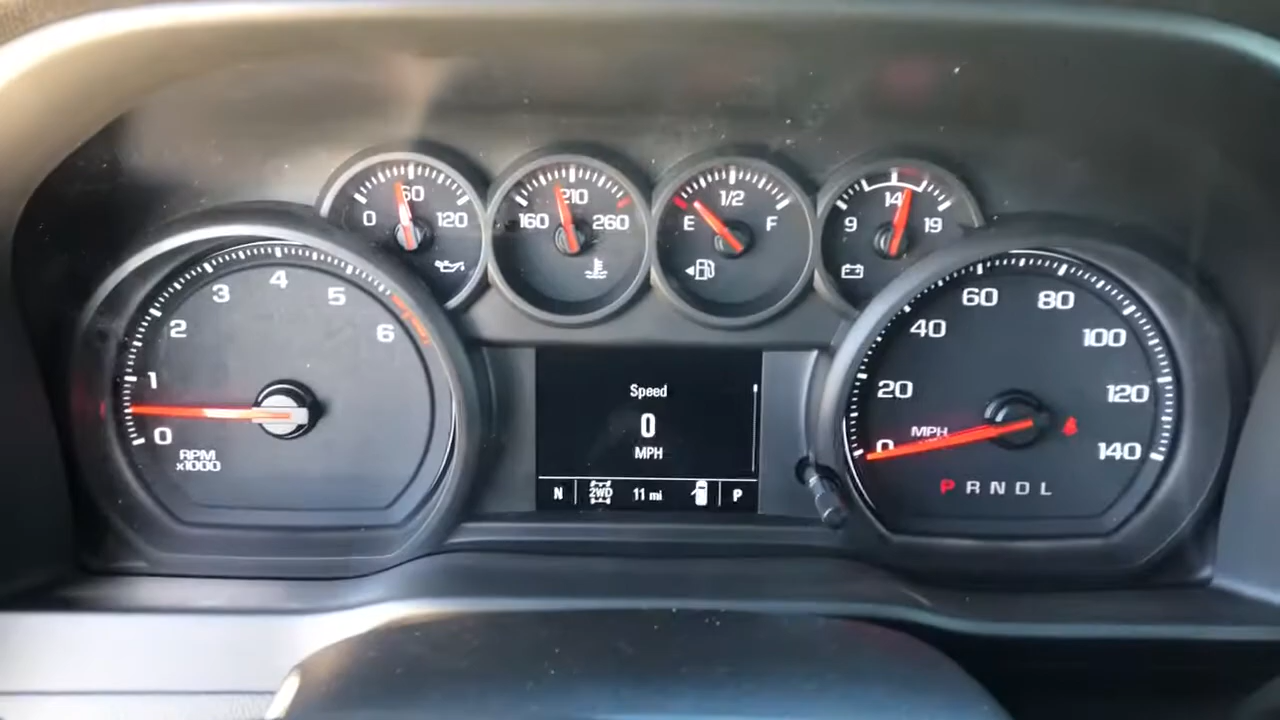 0 60 120
160 210 260
E 1/2 F
9 14 19
0 1 2 3 4 5 6
RPM
x1000
Speed
0
MPH
N 2WD 11 mi P
0 20 40 60 80 100 120 140
MPH
P R N D L